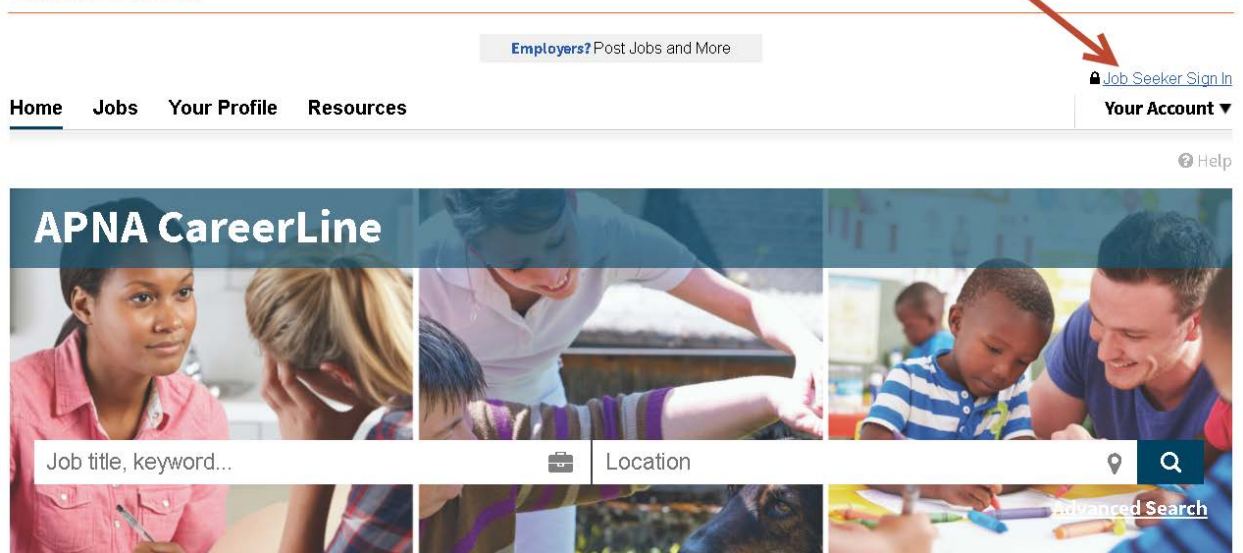 Employers? Post Jobs and More
Job Seeker Sign In
Home Jobs Your Profile Resources Your Account ▼
Help
APNA CareerLine
Job title, keyword... Location
Advanced Search